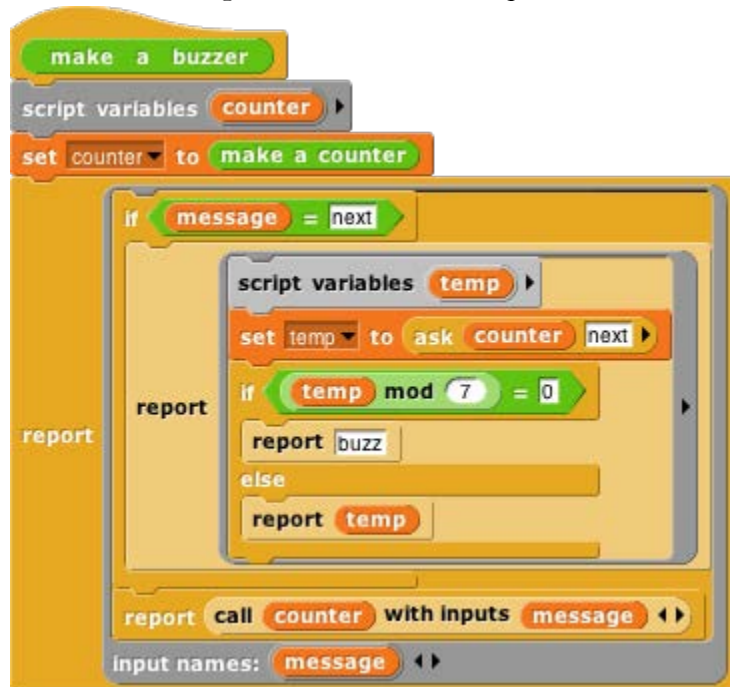 make a buzzer
script variables counter
set counter to make a counter
if message = next
script variables temp
set temp to ask counter next
if temp mod 7 = 0
report
report
report buzz
else
report temp
report call counter with inputs message
input names: message